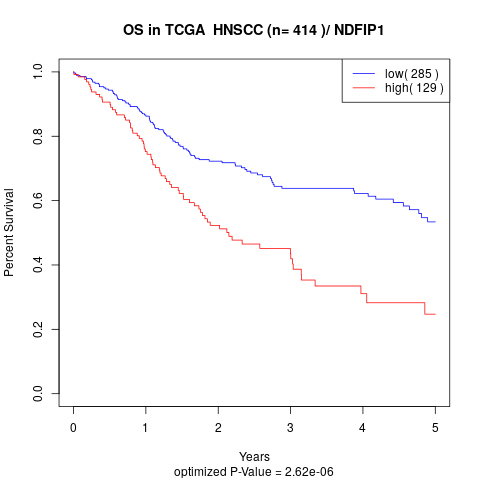 OS in TCGA  HNSCC (n= 414 )/ NDFIP1
low( 285 )
high( 129 )
Percent Survival
1.0
0.8
0.6
0.4
0.2
0.0
0 1 2 3 4 5
Years
optimized P-Value = 2.62e-06